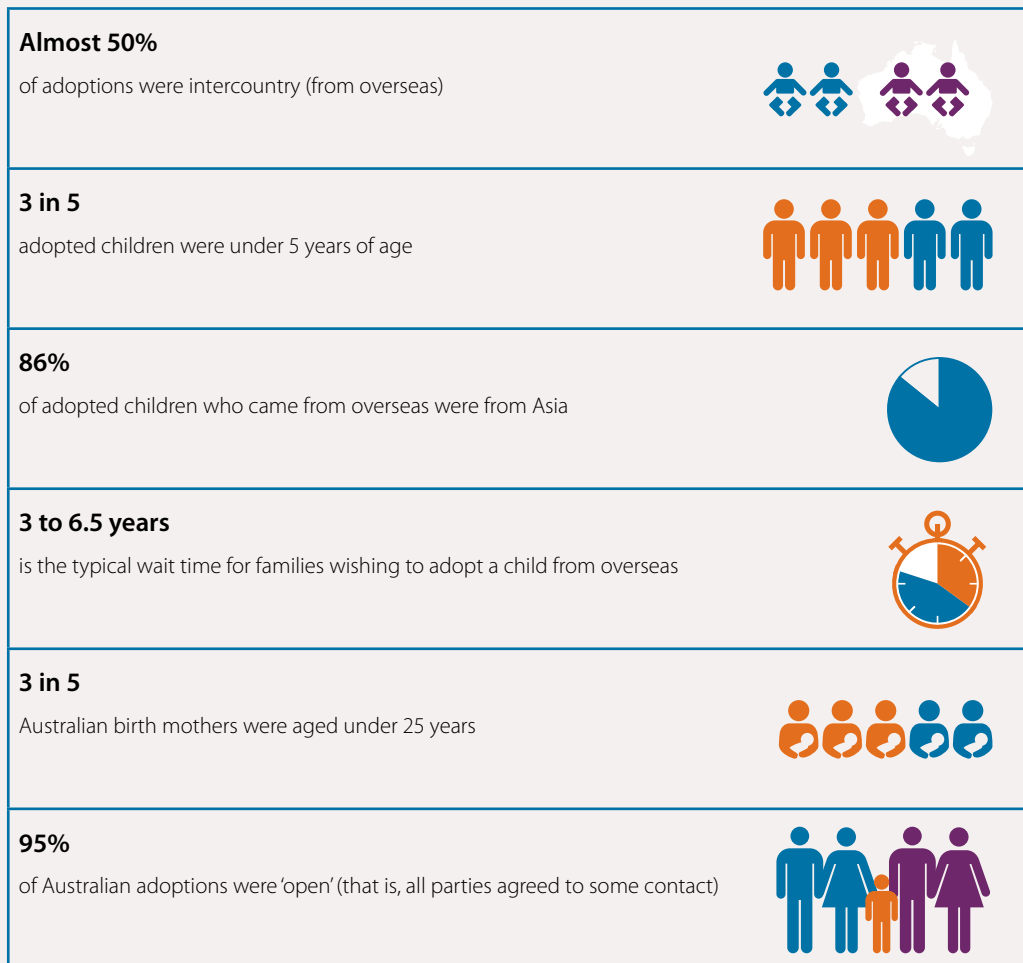 Almost 50%
of adoptions were intercountry (from overseas)
3 in 5
adopted children were under 5 years of age
86%
of adopted children who came from overseas were from Asia
3 to 6.5 years
is the typical wait time for families wishing to adopt a child from overseas
3 in 5
Australian birth mothers were aged under 25 years
95%
of Australian adoptions were ‘open’ (that is, all parties agreed to some contact)